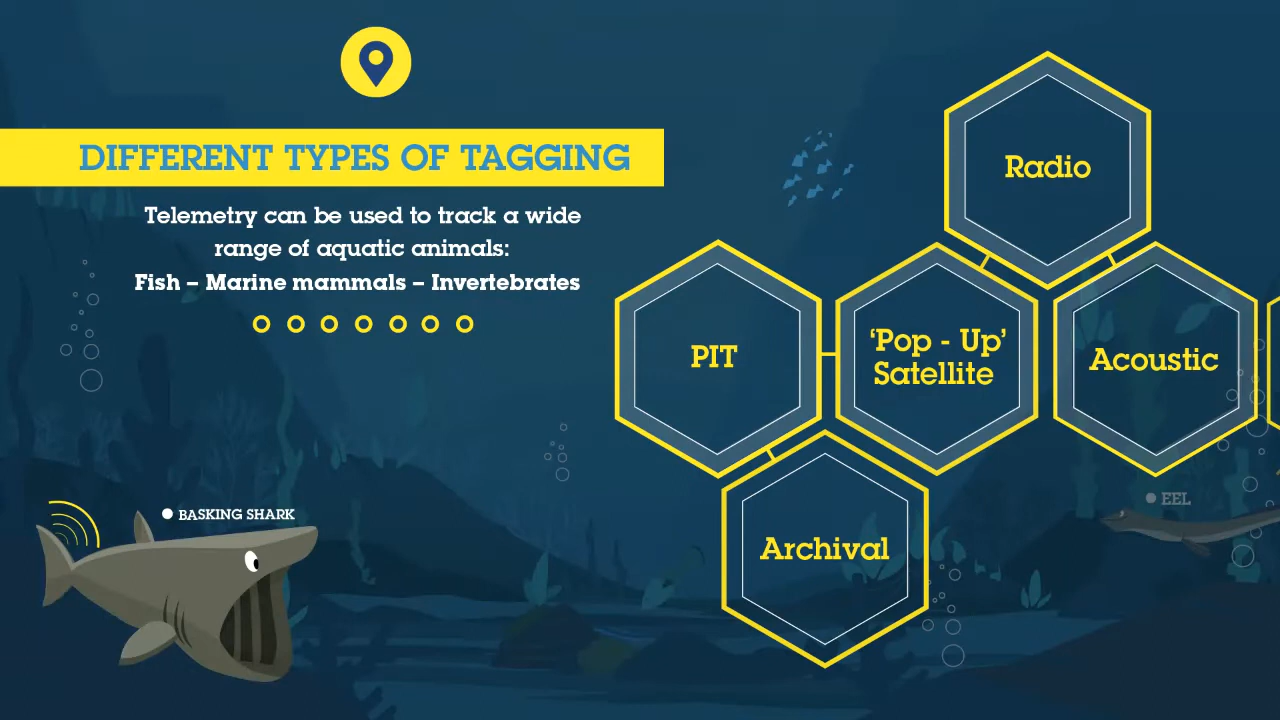 DIFFERENT TYPES OF TAGGING
Telemetry can be used to track a wide
range of aquatic animals:
Fish – Marine mammals – Invertebrates
Radio
PIT
‘Pop - Up’
Satellite
Acoustic
Archival
BASKING SHARK
EEL